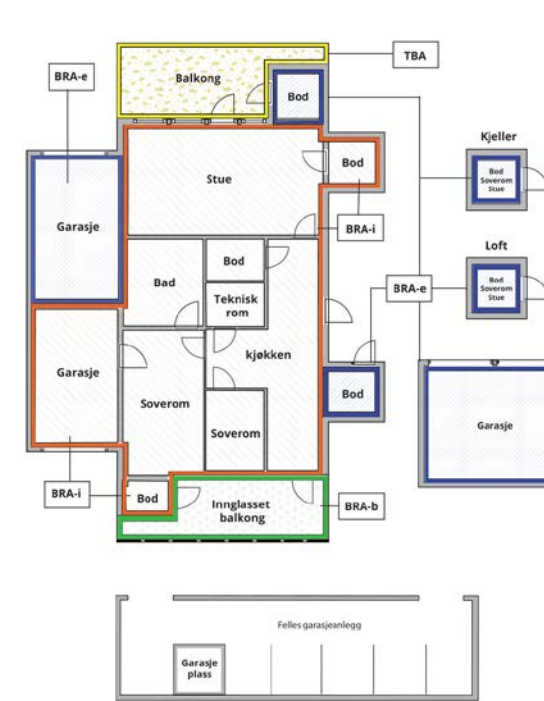 TBA
BRA-e
Balkong
Bod
Kjeller
Stue
Bod
Bod
Soverom
Stue
Garasje
BRA-i
Loft
Bad
Bod
BRA-e
Bod
Soverom
Stue
Teknisk
rom
Garasje
kjøkken
Soverom
Bod
Garasje
Soverom
BRA-i
Bod
Innglasset
balkong
BRA-b
Felles garasjeanlegg
Garasje
plass